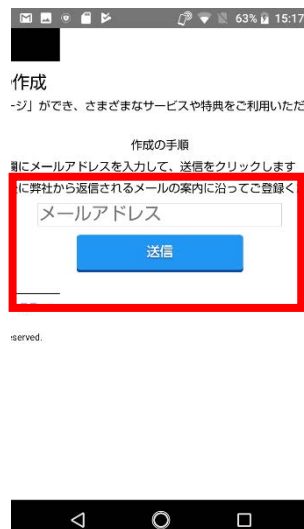 63% 15:17
作成
ージ」ができ、さまざまなサービスや特典をご利用いただ
作成の手順
欄にメールアドレスを入力して、送信をクリックします
に弊社から返信されるメールの案内に沿ってご登録く
メールアドレス
送信
served.